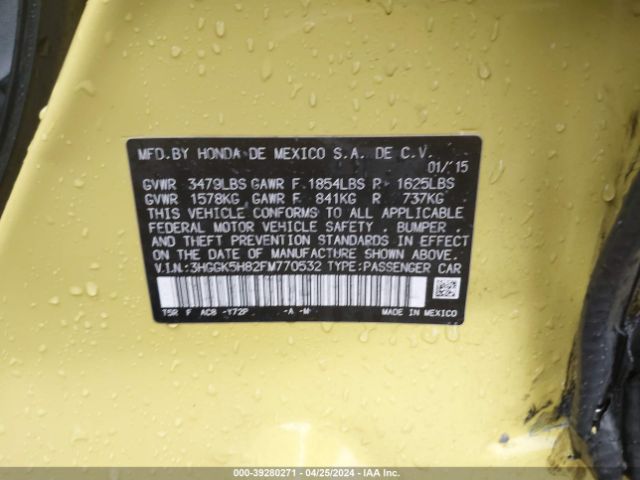 MFD.BY HONDA DE MEXICO S.A. DE C.V.
01/'15
GVWR 3479LBS GAWR F 1854LBS R 1625LBS
GVWR 1578KG GAWR F 841KG R 737KG
THIS VEHICLE CONFORMS TO ALL APPLICABLE
FEDERAL MOTOR VEHICLE SAFETY , BUMPER ,
AND THEFT PREVENTION STANDARDS IN EFFECT
ON THE DATE OF MANUFACTURE SHOWN ABOVE.
V.I.N.:3HGGK5H82FM770532 TYPE:PASSENGER CAR
T5R F AC8 -Y72P -A -M MADE IN MEXICO
000-39280271 - 04/25/2024 - IAA Inc.